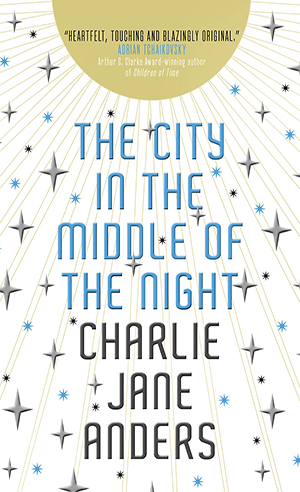 "HEARTFELT, TOUCHING AND BLAZINGLY ORIGINAL."
ADRIAN TCHAIKOVSKY
Arthur C. Clarke Award-winning author
of Children of Time
THE CITY
IN THE
MIDDLE OF
THE NIGHT
CHARLIE
JANE
ANDERS